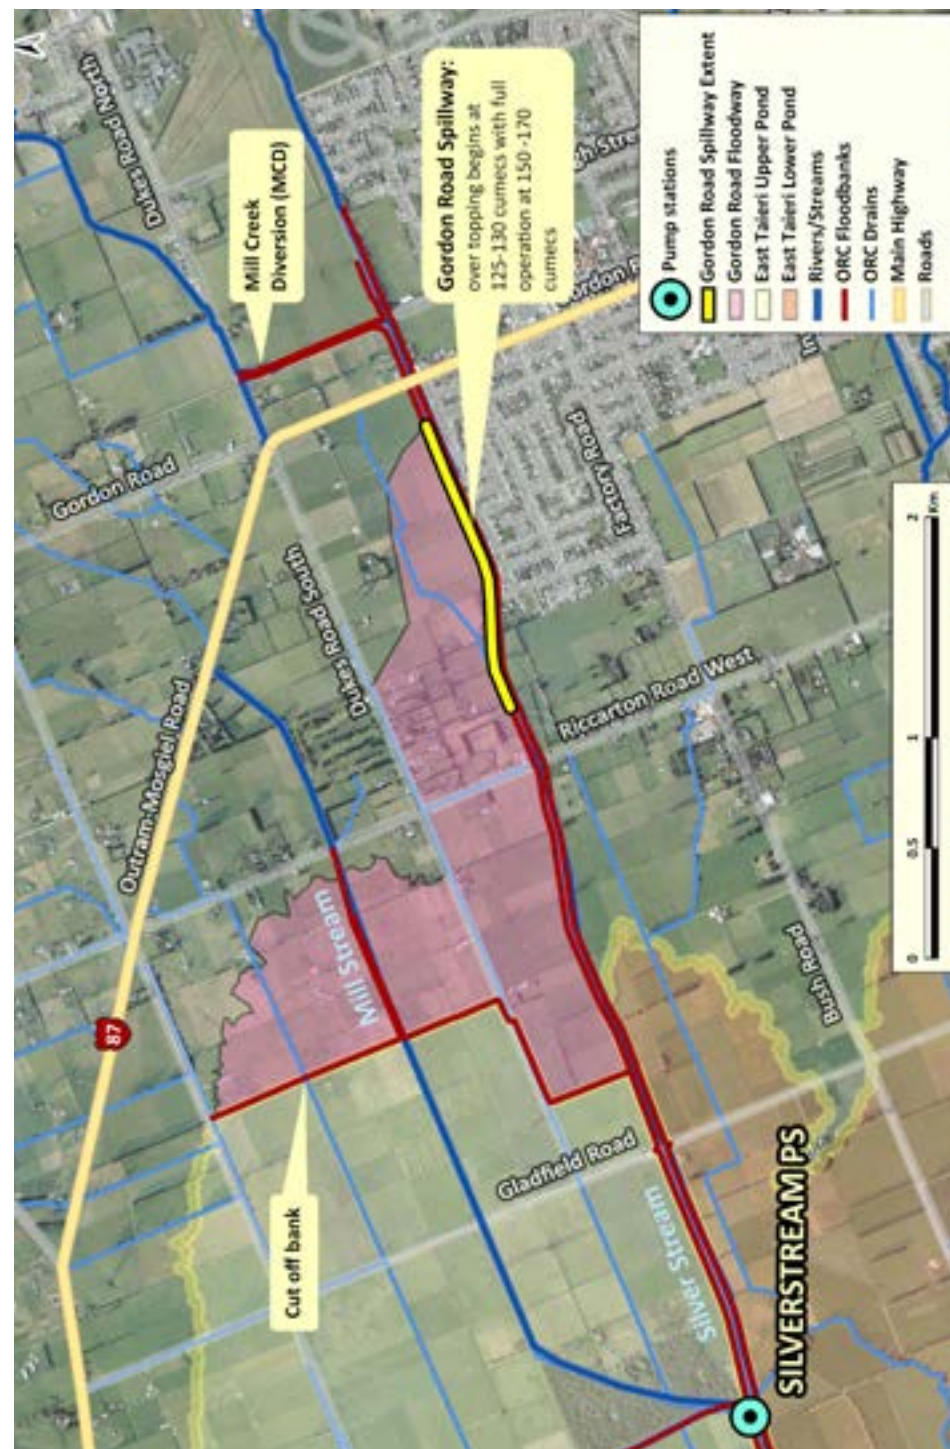 Dukes Road North
Mill Creek
Diversion (MCD)
Gordon Road Spillway:
over topping begins at
125-130 cumecs with full
operation at 150 -170
cumecs
Gordon Road
Factory Road
Dukes Road South
Outram-Mosgiel Road
Riccarton Road West
87
Mill Stream
Bush Road
Cut off bank
Gladfield Road
Silver Stream
SILVERSTREAM PS
Pump stations
Gordon Road Spillway Extent
Gordon Road Floodway
East Taieri Upper Pond
East Taieri Lower Pond
Rivers/Streams
ORC Floodbanks
ORC Drains
Main Highway
Roads
0 0.5 1 2
Km